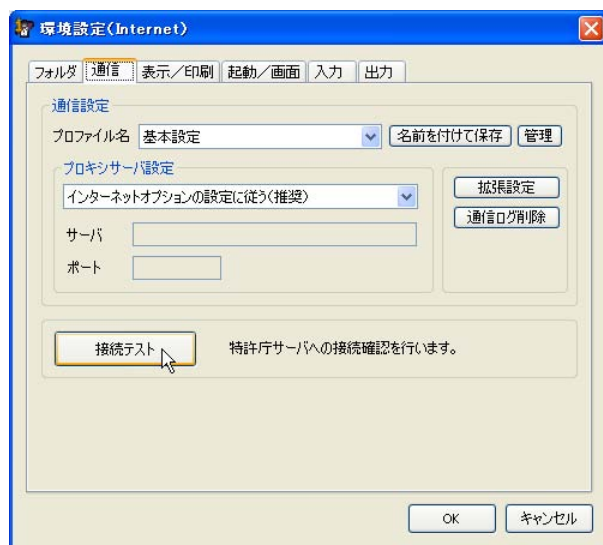 環境設定(Internet)
フォルダ 通信 表示／印刷 起動／画面 入力 出力
通信設定
プロファイル名 基本設定 名前を付けて保存 管理
プロキシサーバ設定
インターネットオプションの設定に従う(推奨)
拡張設定
サーバ
通信ログ削除
ポート
接続テスト 特許庁サーバへの接続確認を行います。
OK キャンセル